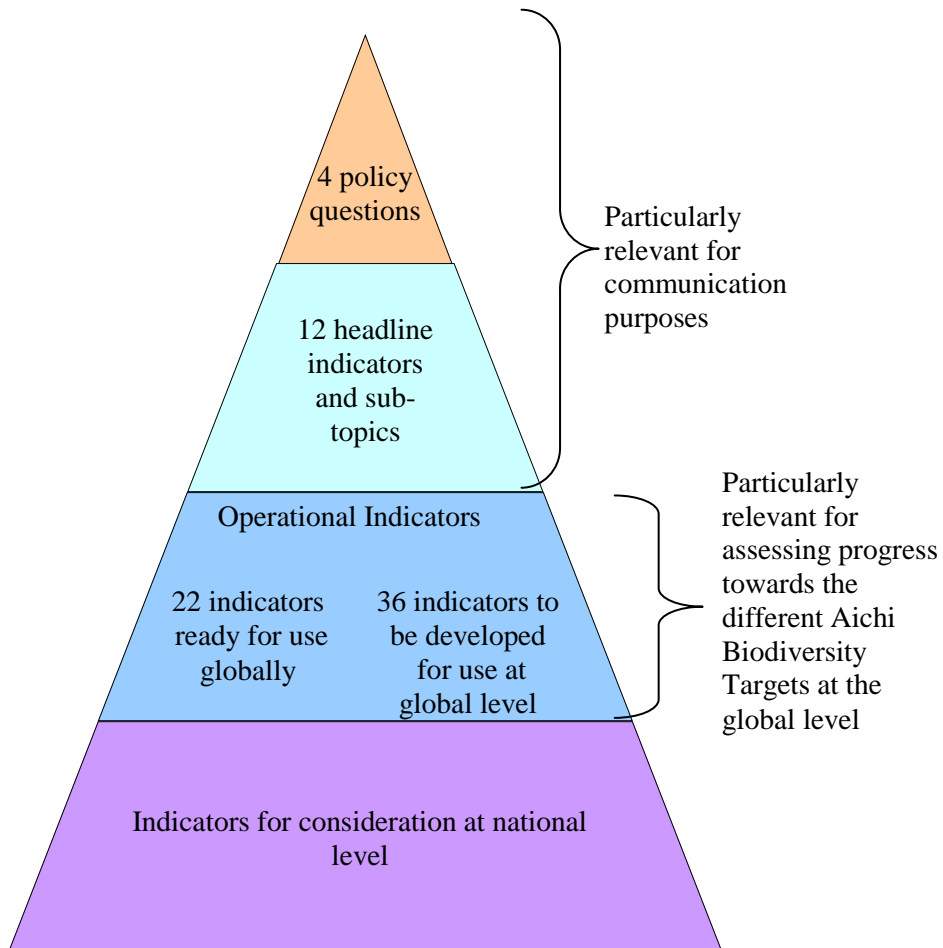 4 policy
questions
Particularly
relevant for
communication
purposes
12 headline
indicators
and sub-
topics
Operational Indicators
22 indicators
ready for use
globally
36 indicators to
be developed
for use at
global level
Particularly
relevant for
assessing progress
towards the
different Aichi
Biodiversity
Targets at the
global level
Indicators for consideration at national
level